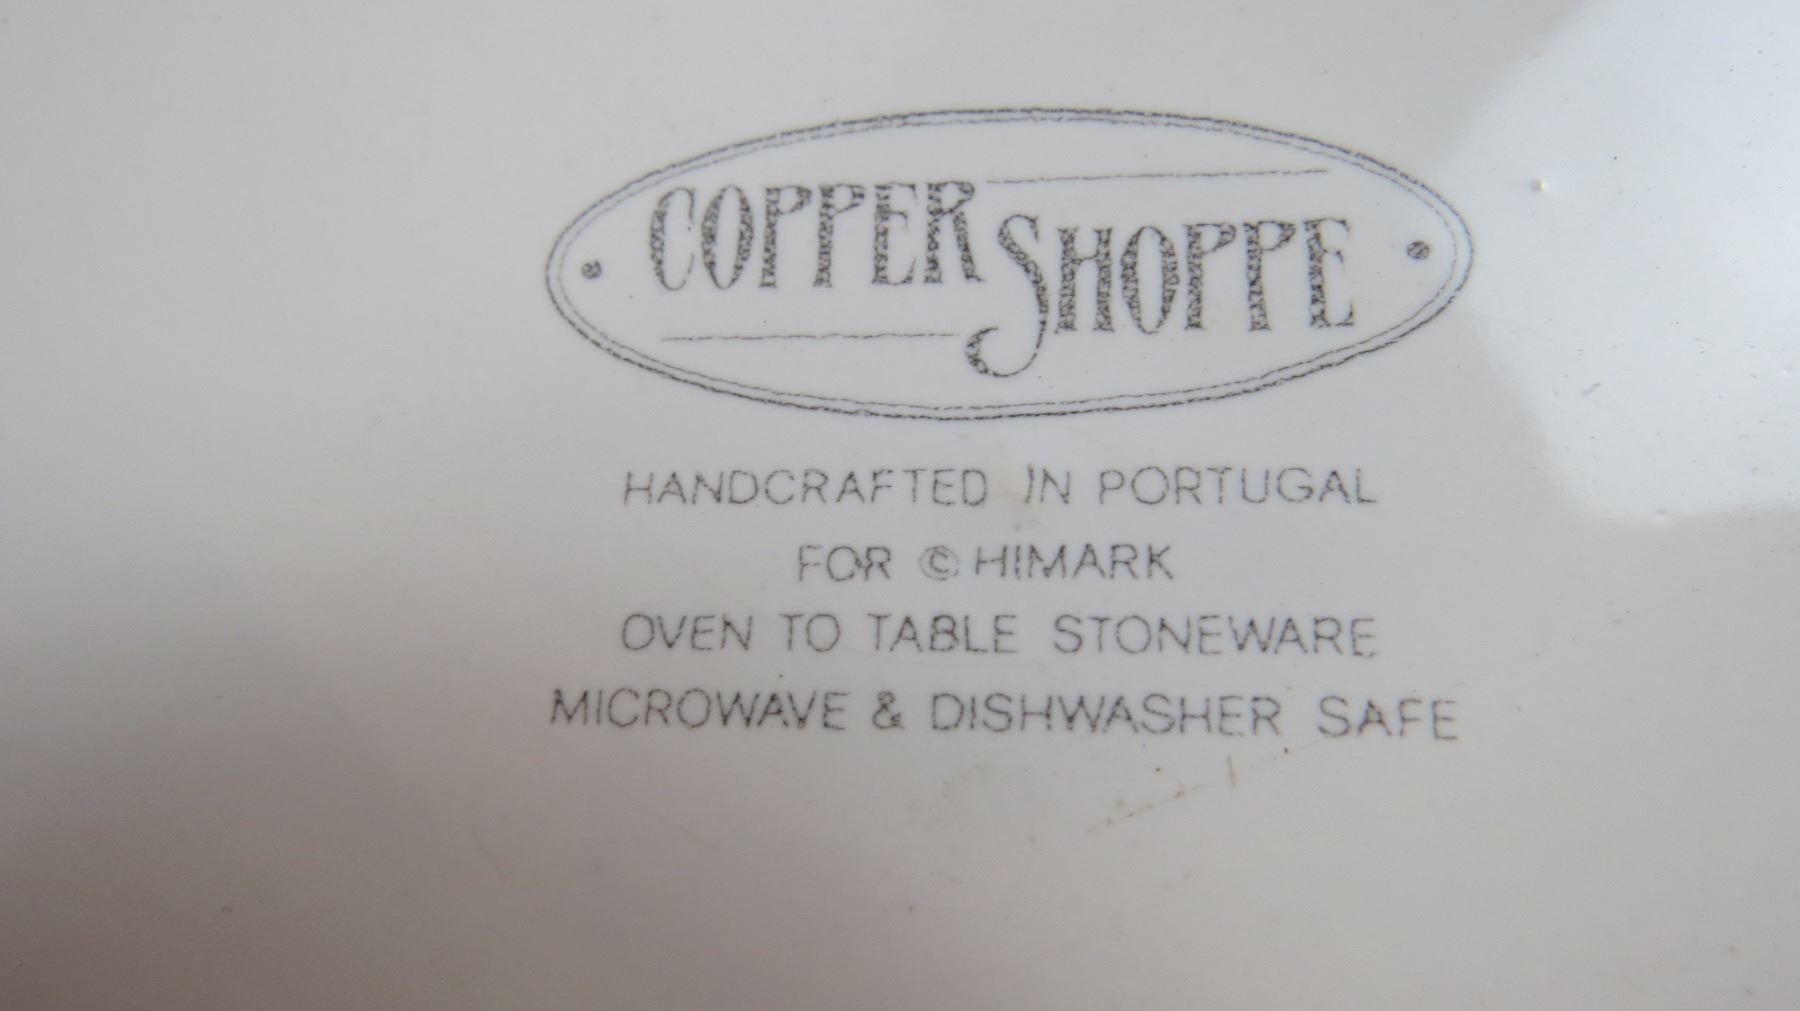 COPPER SHOPPE
HANDCRAFTED IN PORTUGAL
FOR © HIMARK
OVEN TO TABLE STONEWARE
MICROWAVE & DISHWASHER SAFE